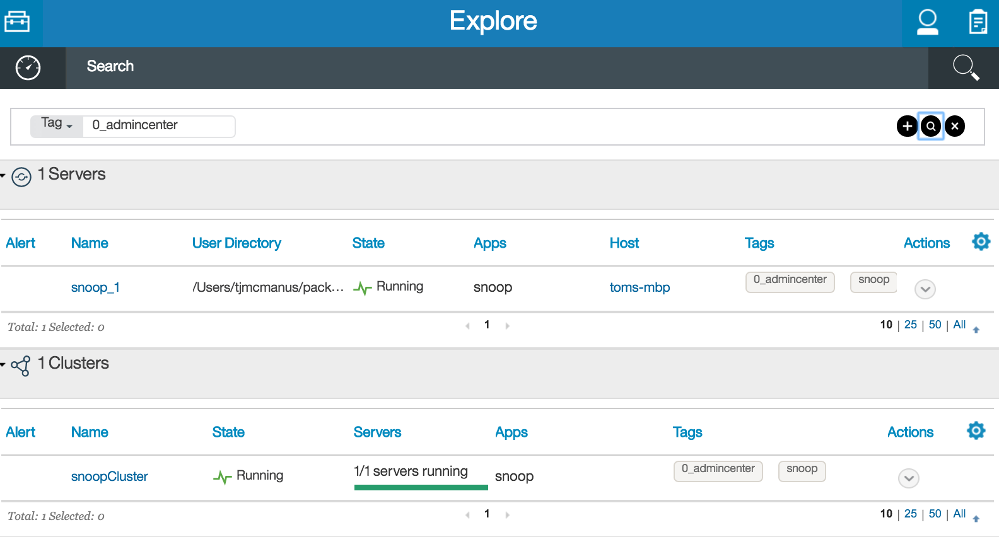 Explore
Search
Tag 0_admincenter
1 Servers
Alert Name User Directory State Apps Host Tags Actions
snoop_1 /Users/tjmcmanus/pack... Running snoop toms-mbp 0_admincenter snoop
Total: 1 Selected: 0 1 10 | 25 | 50 | All
1 Clusters
Alert Name State Servers Apps Tags Actions
snoopCluster Running 1/1 servers running snoop 0_admincenter snoop
Total: 1 Selected: 0 1 10 | 25 | 50 | All